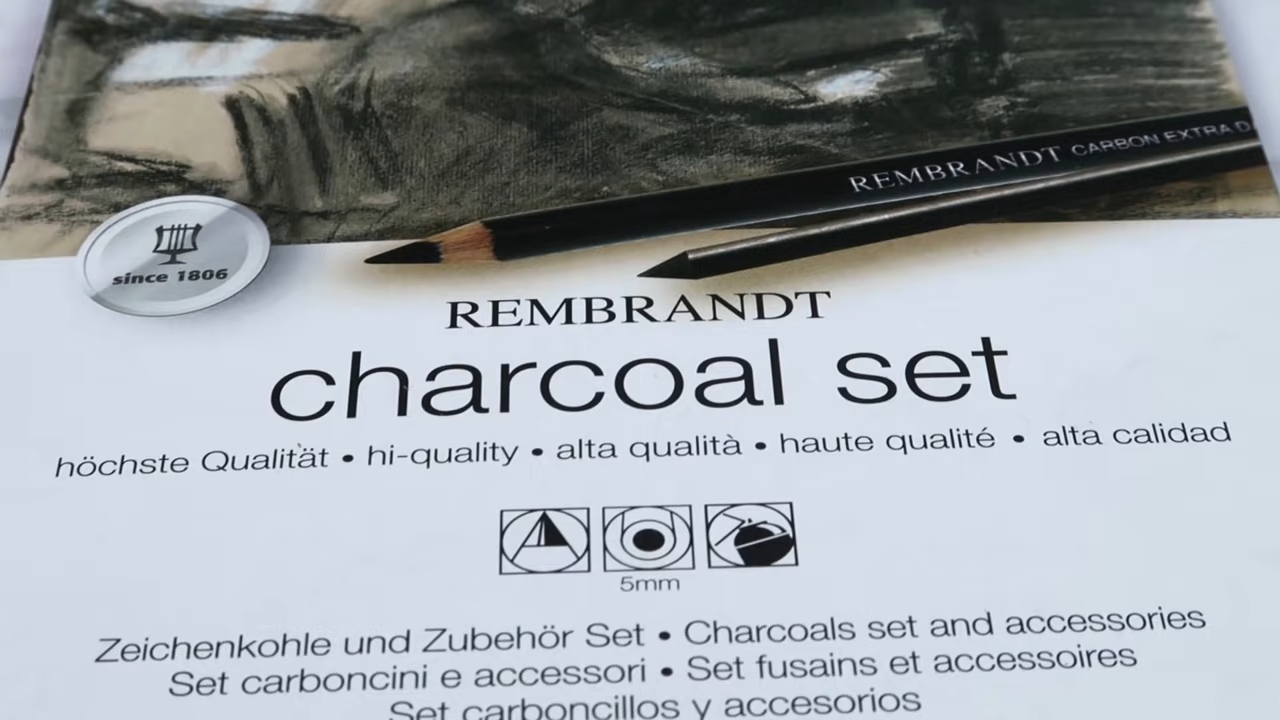 REMBRANDT CARBON EXTRA D
since 1806
REMBRANDT
charcoal set
höchste Qualität • hi-quality • alta qualità • haute qualité • alta calidad
5mm
Zeichenkohle und Zubehör Set • Charcoals set and accessories
Set carboncini e accessori • Set fusains et accessoires
Set carboncillos y accesorios